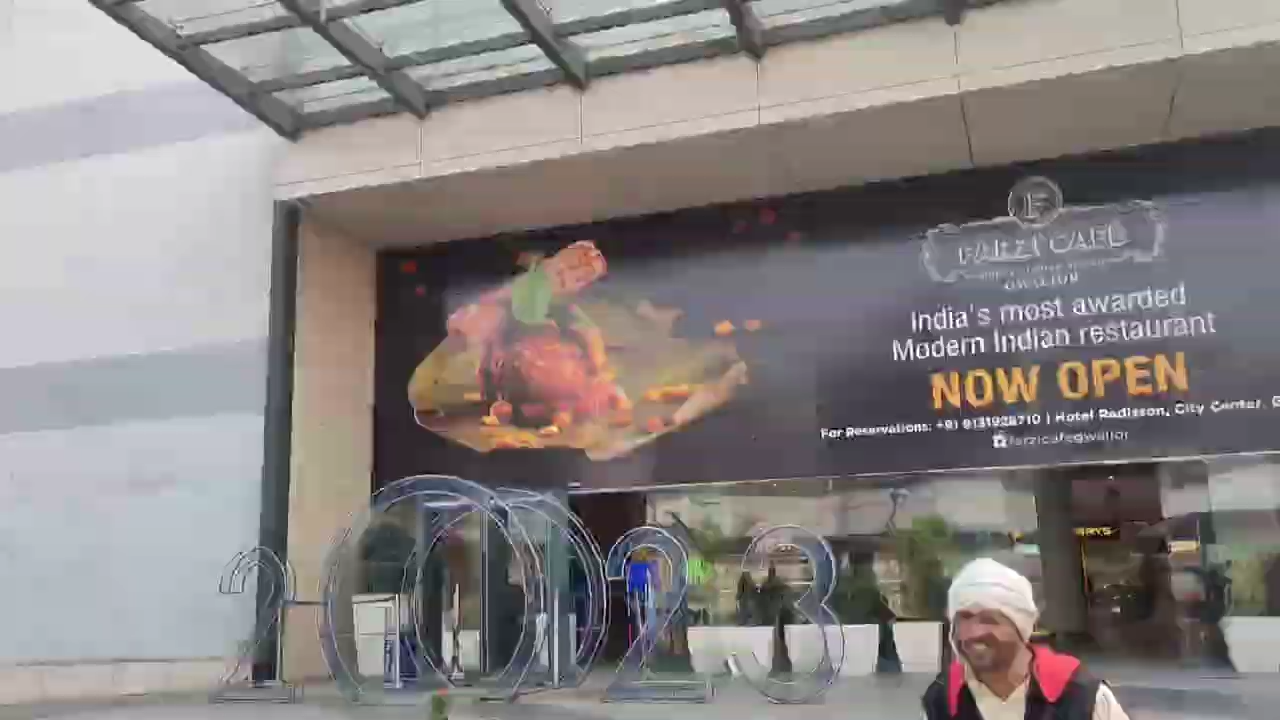 F
FARZI CAFE
GWALIOR
India's most awarded
Modern Indian restaurant
NOW OPEN
For Reservations: +91 9131928710 | Hotel Radisson, City Center, G
farzicafegwalior
2023